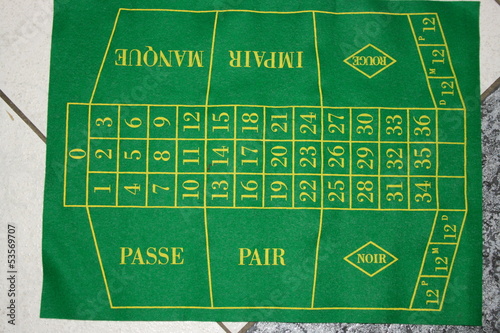 MANQUE IMPAIR ROUGE
12 P 12 M 12 D
3 6 9 12 15 18 21 24 27 30 33 36
0
2 5 8 11 14 17 20 23 26 29 32 35
1 4 7 10 13 16 19 22 25 28 31 34
PASSE PAIR NOIR
12 P 12 M 12 D
Adobe Stock | #53569707